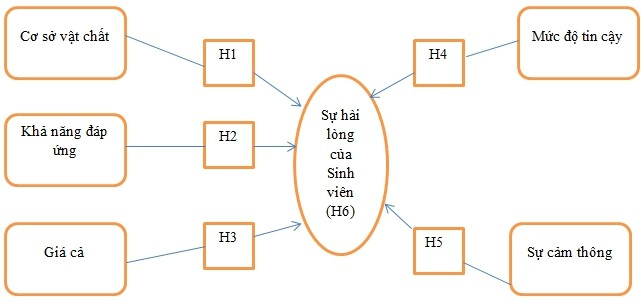 Cơ sở vật chất
H1
H4
Mức độ tin cậy
Khả năng đáp
ứng
H2
Sự hài
lòng
của
Sinh
viên
(H6)
Giá cả
H3
H5
Sự cảm thông